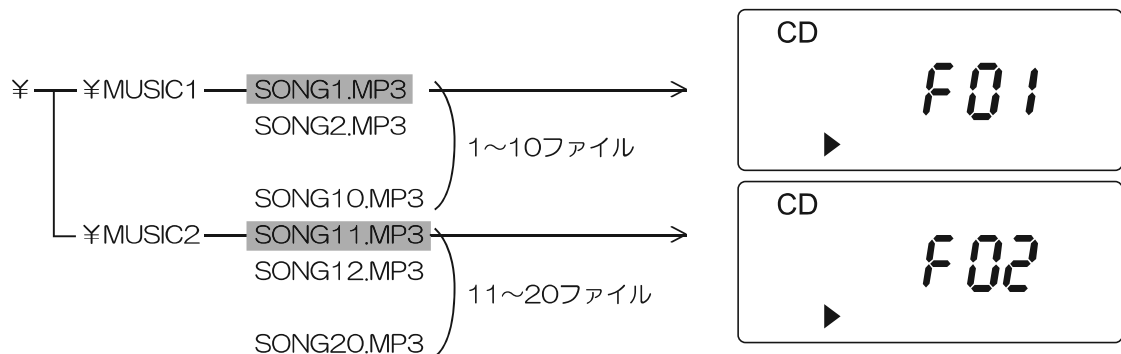 CD
F01
¥ ¥MUSIC1 SONG1.MP3
SONG2.MP3
1～10ファイル
SONG10.MP3
CD
¥MUSIC2 SONG11.MP3
F02
SONG12.MP3
11～20ファイル
SONG20.MP3